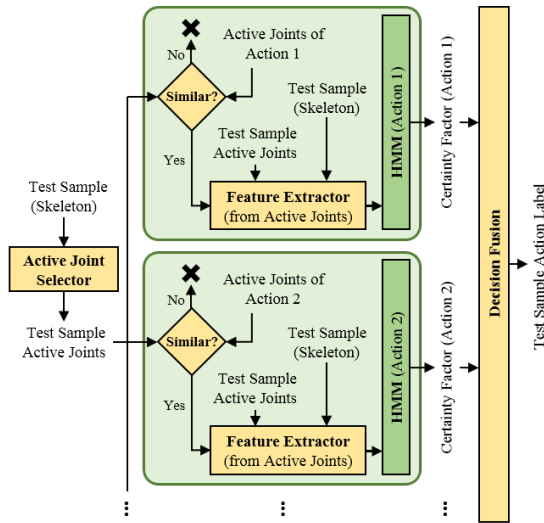 Test Sample
(Skeleton)
Active Joint
Selector
Test Sample
Active Joints
No
Active Joints of
Action 1
Similar?
Test Sample
(Skeleton)
Yes
Test Sample
Active Joints
Feature Extractor
(from Active Joints)
HMM (Action 1)
Certainty Factor (Action 1)
No
Active Joints of
Action 2
Similar?
Test Sample
(Skeleton)
Yes
Test Sample
Active Joints
Feature Extractor
(from Active Joints)
HMM (Action 2)
Certainty Factor (Action 2)
...
...
...
Decision Fusion
Test Sample Action Label